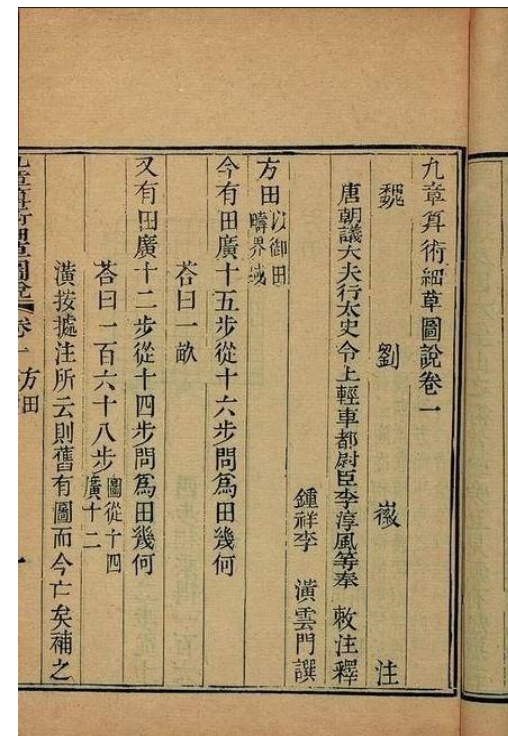 九章算術細草圖說卷一
魏　劉　徽　注
唐朝議大夫行太史令上輕車都尉臣李淳風等奉　敕注釋
鍾祥李　潢雲門譔
方田以御田疇界域
今有田廣十五步從十六步問爲田幾何
荅曰一畝
又有田廣十二步從十四步問爲田幾何
荅曰一百六十八步圖從十四廣十二
潢按㨿注所云則舊有圖而今亡矣補之
九章算術細草圖說 卷一 方田 一